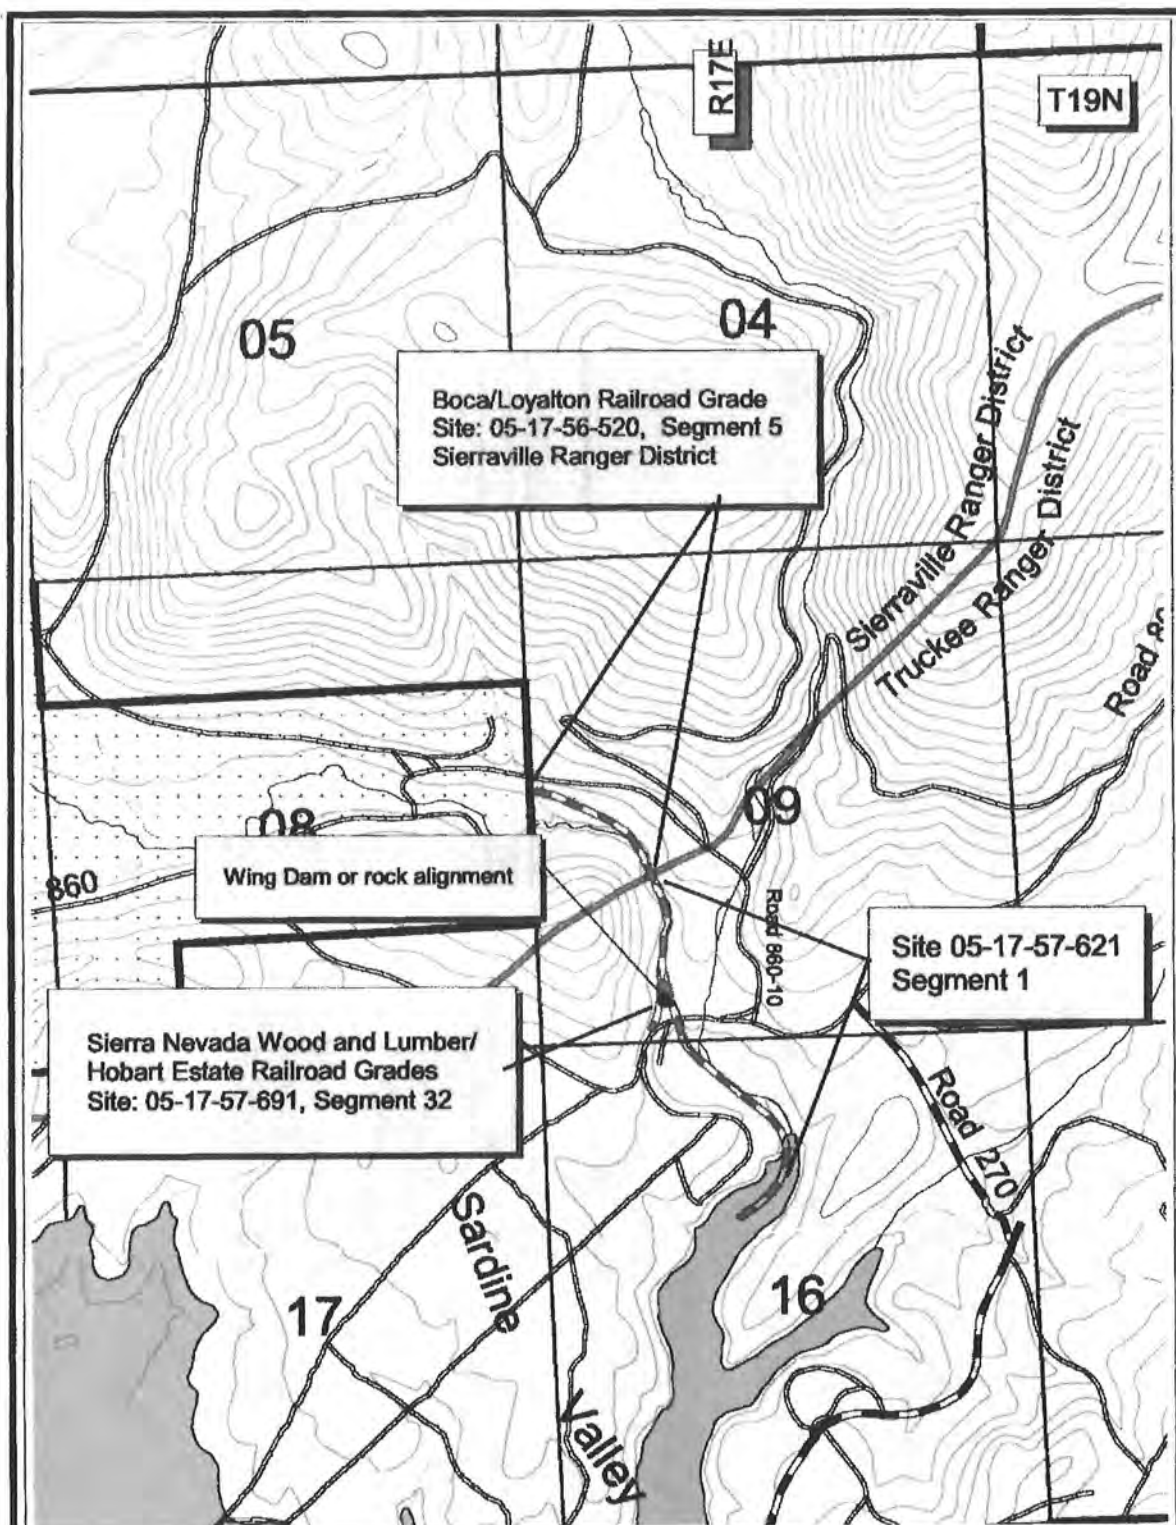 R17E
T19N
05
04
Boca/Loyalton Railroad Grade
Site: 05-17-56-520, Segment 5
Sierraville Ranger District
Sierraville Ranger District
Truckee Ranger District
Road
08
09
860
Wing Dam or rock alignment
Road 860-10
Site 05-17-57-621
Segment 1
Sierra Nevada Wood and Lumber/
Hobart Estate Railroad Grades
Site: 05-17-57-691, Segment 32
Road 270
Sardine
Valley
17
16